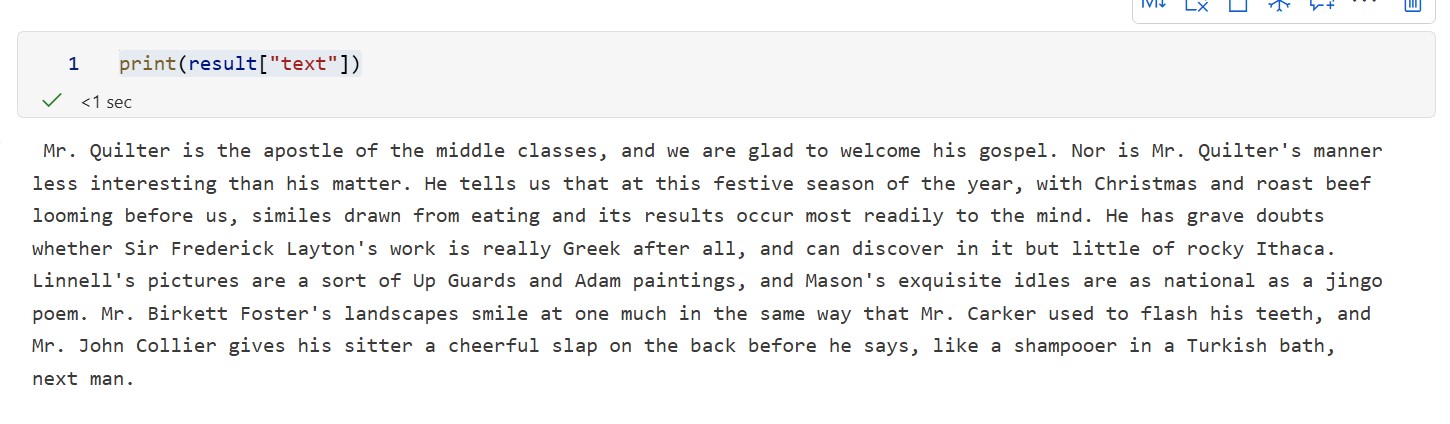 1 print(result["text"])
<1 sec
Mr. Quilter is the apostle of the middle classes, and we are glad to welcome his gospel. Nor is Mr. Quilter's manner
less interesting than his matter. He tells us that at this festive season of the year, with Christmas and roast beef
looming before us, similes drawn from eating and its results occur most readily to the mind. He has grave doubts
whether Sir Frederick Layton's work is really Greek after all, and can discover in it but little of rocky Ithaca.
Linnell's pictures are a sort of Up Guards and Adam paintings, and Mason's exquisite idles are as national as a jingo
poem. Mr. Birkett Foster's landscapes smile at one much in the same way that Mr. Carker used to flash his teeth, and
Mr. John Collier gives his sitter a cheerful slap on the back before he says, like a shampooer in a Turkish bath,
next man.